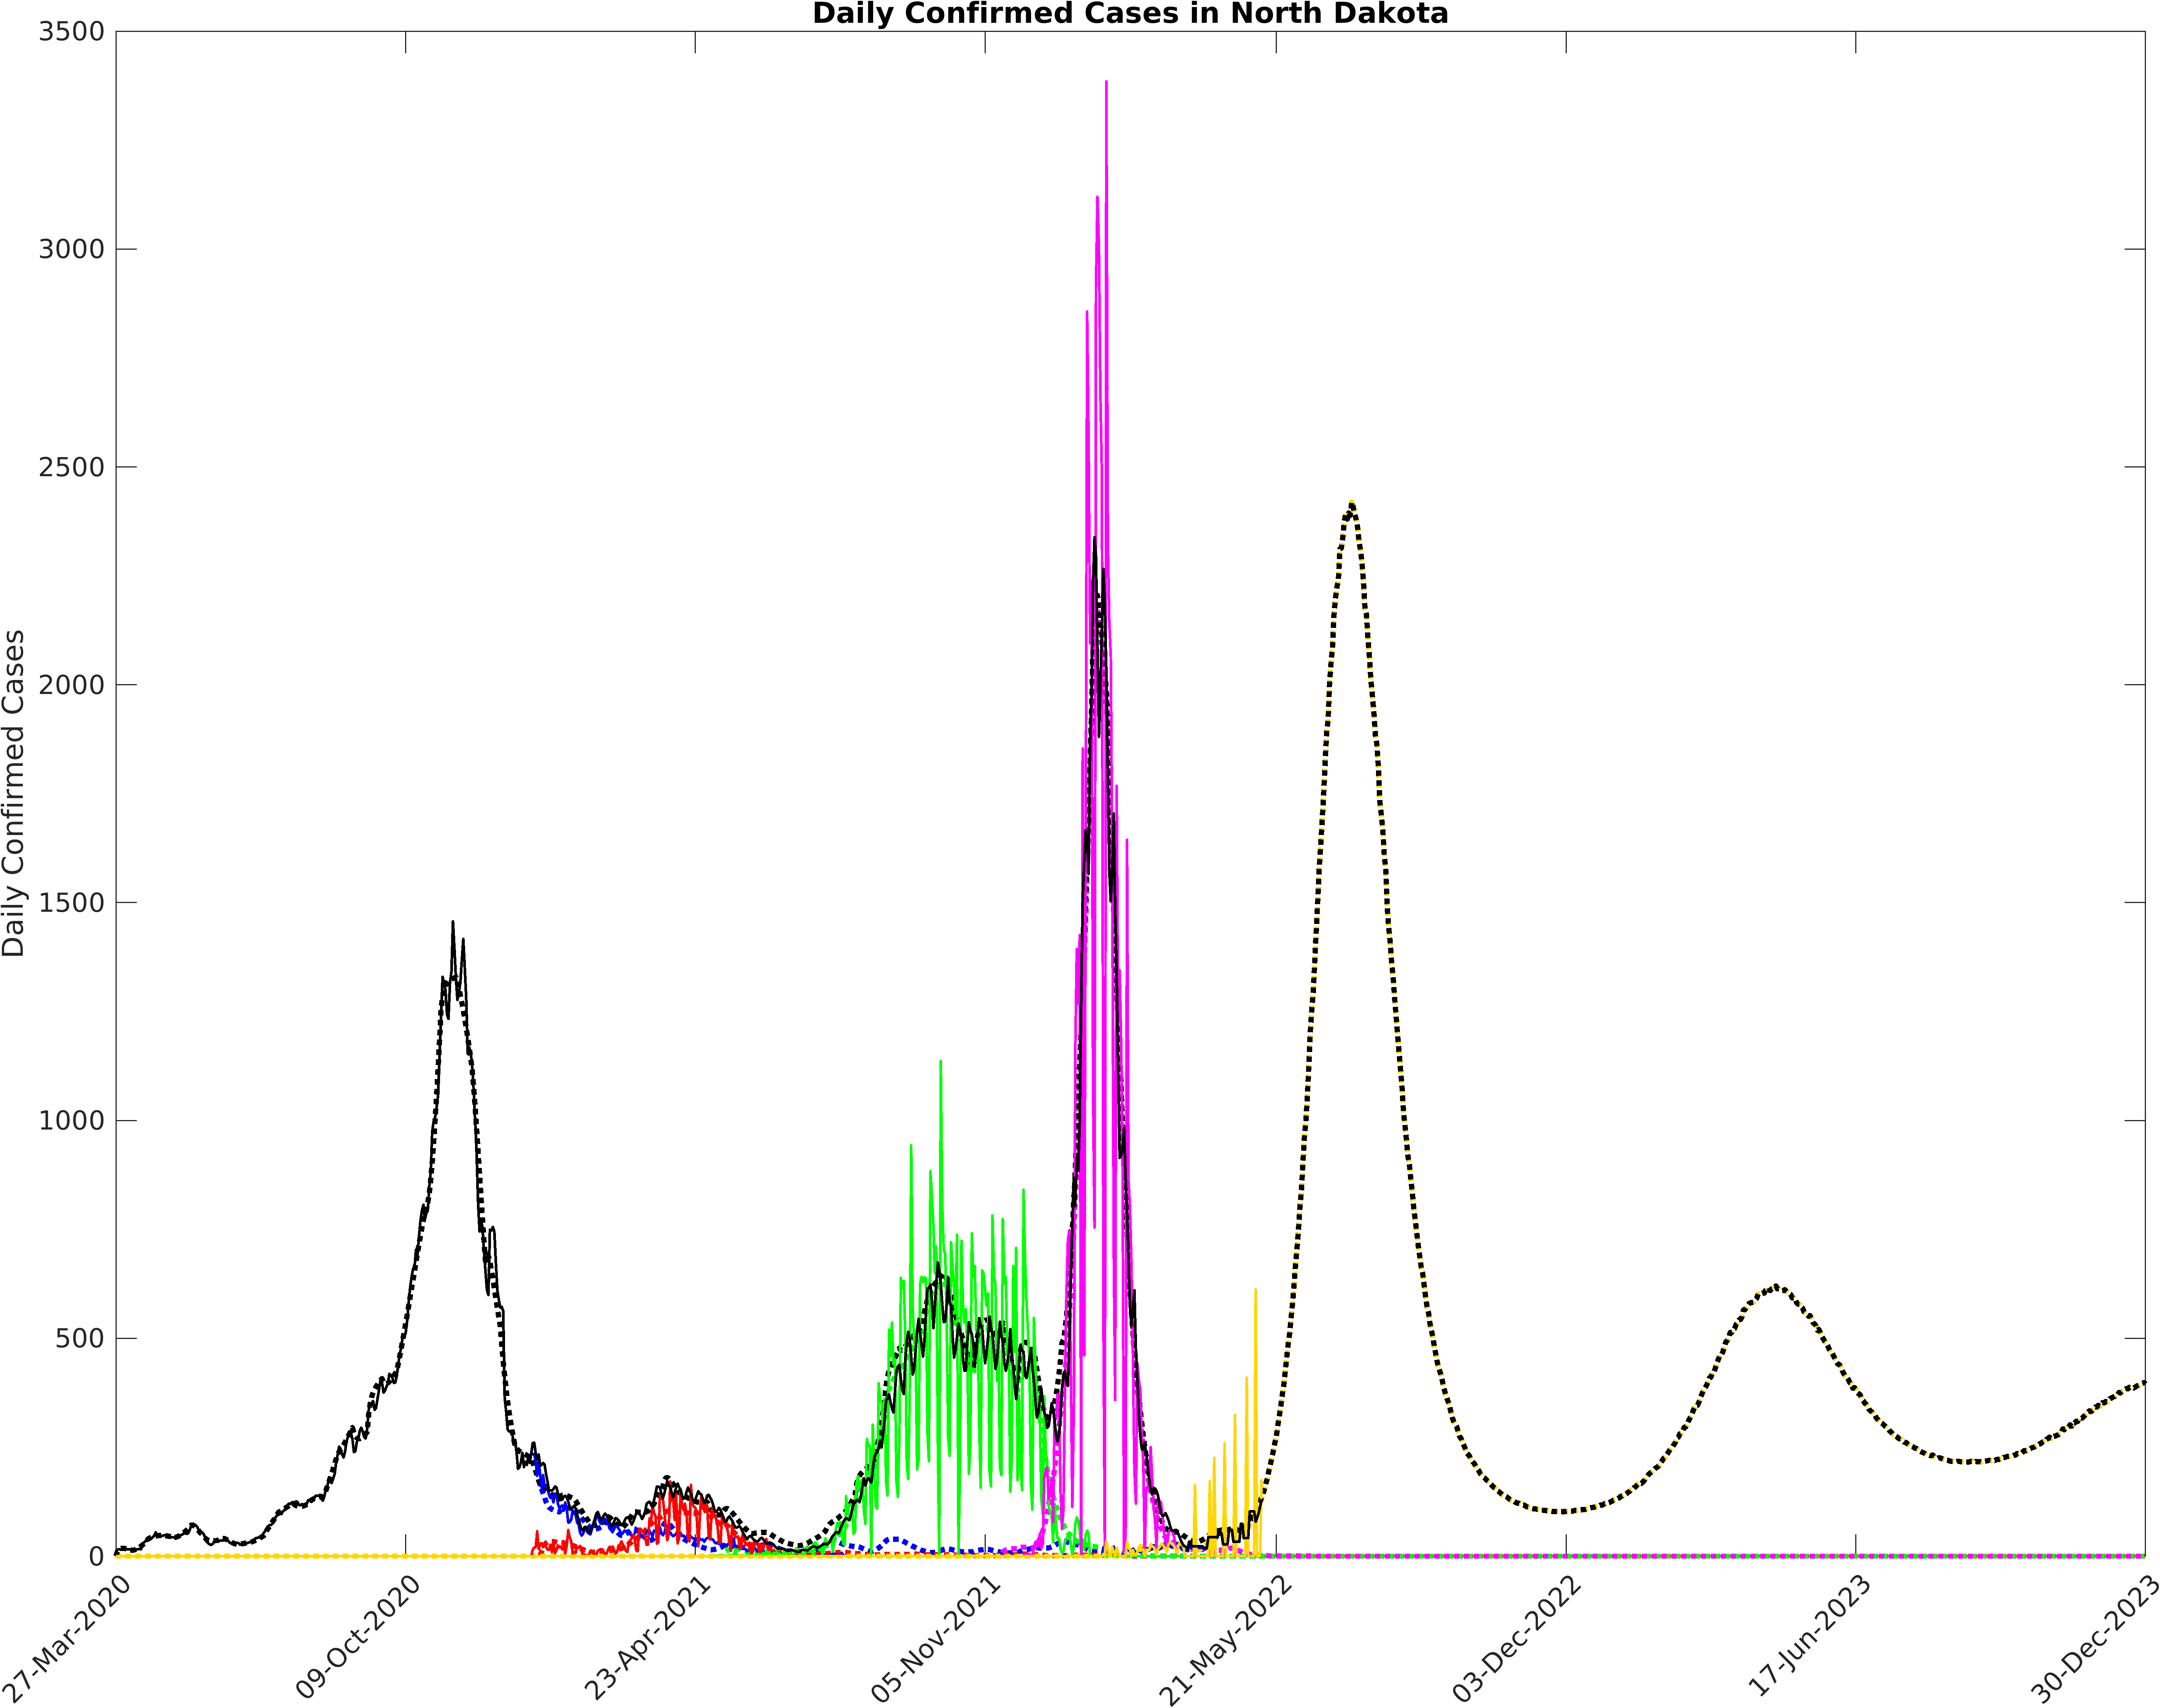 Daily Confirmed Cases in North Dakota
Daily Confirmed Cases
3500
3000
2500
2000
1500
1000
500
0
27-Mar-2020
09-Oct-2020
23-Apr-2021
05-Nov-2021
21-May-2022
03-Dec-2022
17-Jun-2023
30-Dec-2023